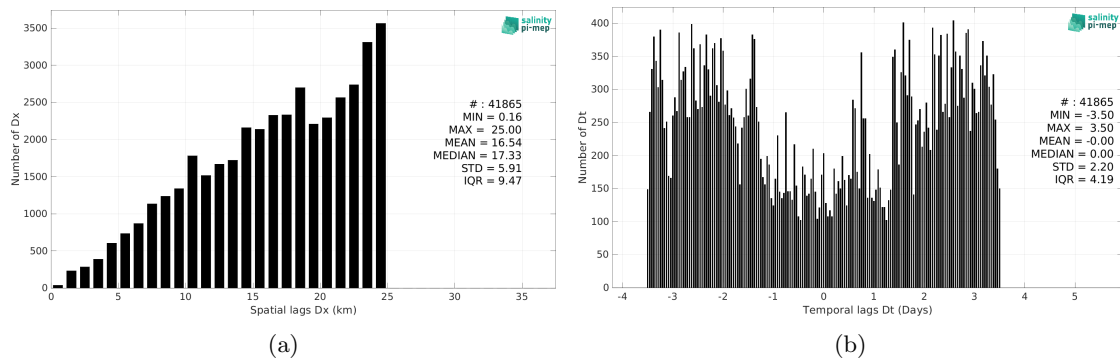 Number of Dx
3500
3000
2500
2000
1500
1000
500
0
0 5 10 15 20 25 30 35
Spatial lags Dx (km)
salinity
pi-mep
# : 41865
MIN = 0.16
MAX = 25.00
MEAN = 16.54
MEDIAN = 17.33
STD = 5.91
IQR = 9.47
(a)
Number of Dt
400
350
300
250
200
150
100
50
0
-4 -3 -2 -1 0 1 2 3 4 5
Temporal lags Dt (Days)
salinity
pi-mep
# : 41865
MIN = -3.50
MAX = 3.50
MEAN = -0.00
MEDIAN = 0.00
STD = 2.20
IQR = 4.19
(b)